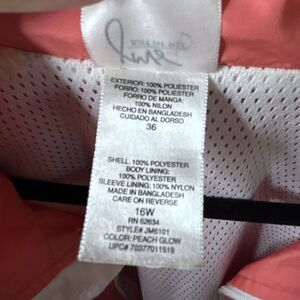 EXTERIOR: 100% POLIESTER
FORRO: 100% POLIESTER
FORRO DE MANGA:
100% NILON
HECHO EN BANGLADESH
CUIDADO AL DORSO
36
SHELL: 100% POLYESTER
BODY LINING:
100% POLYESTER
SLEEVE LINING: 100% NYLON
MADE IN BANGLADESH
CARE ON REVERSE
16W
RN 52634
STYLE# JM6101
COLOR: PEACH GLOW
UPC# 70377011518